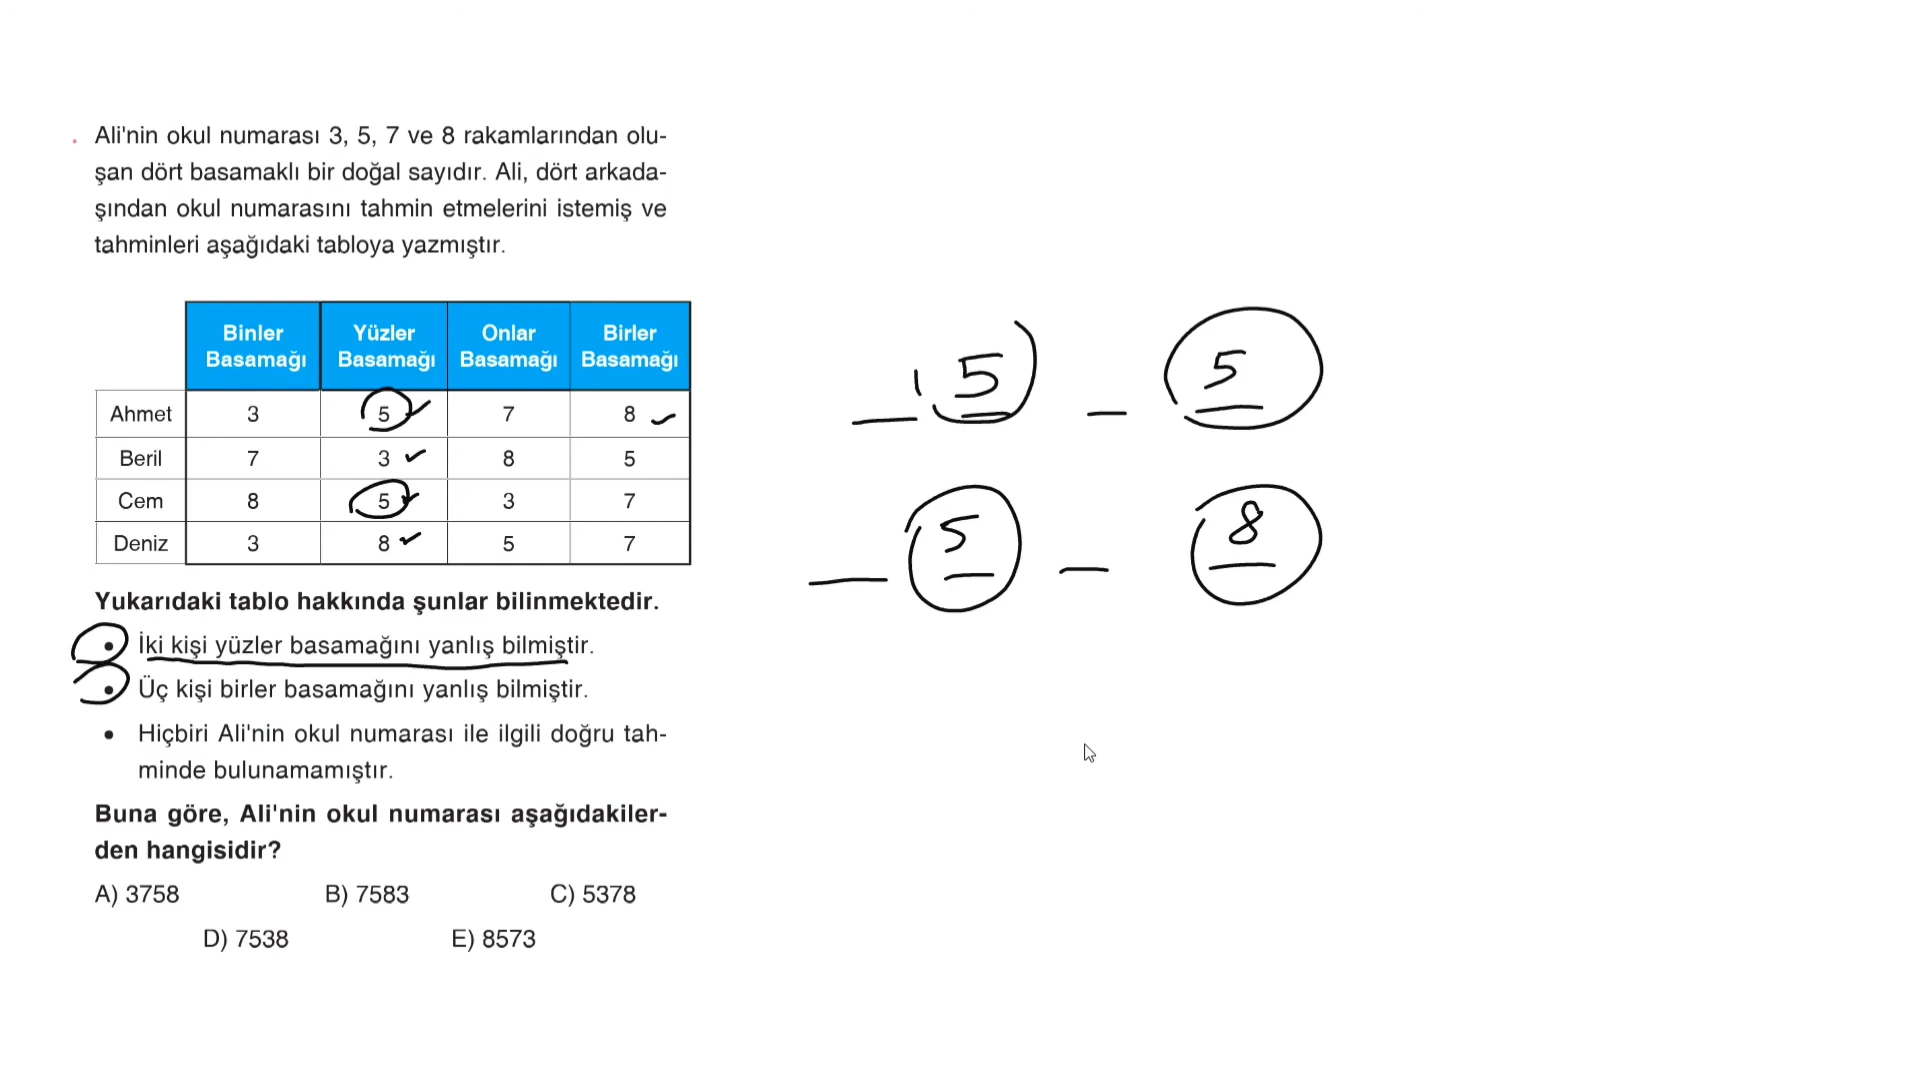 Ali'nin okul numarası 3, 5, 7 ve 8 rakamlarından olu-
şan dört basamaklı bir doğal sayıdır. Ali, dört arkada-
şından okul numarasını tahmin etmelerini istemiş ve
tahminleri aşağıdaki tabloya yazmıştır.
Binler Basamağı Yüzler Basamağı Onlar Basamağı Birler Basamağı
Ahmet 3 5 7 8
Beril 7 3 8 5
Cem 8 5 3 7
Deniz 3 8 5 7
Yukarıdaki tablo hakkında şunlar bilinmektedir.
• İki kişi yüzler basamağını yanlış bilmiştir.
• Üç kişi birler basamağını yanlış bilmiştir.
• Hiçbiri Ali'nin okul numarası ile ilgili doğru tah-
minde bulunamamıştır.
Buna göre, Ali'nin okul numarası aşağıdakiler-
den hangisidir?
A) 3758 B) 7583 C) 5378
D) 7538 E) 8573
_ 5 _ 5
_ 5 _ 8